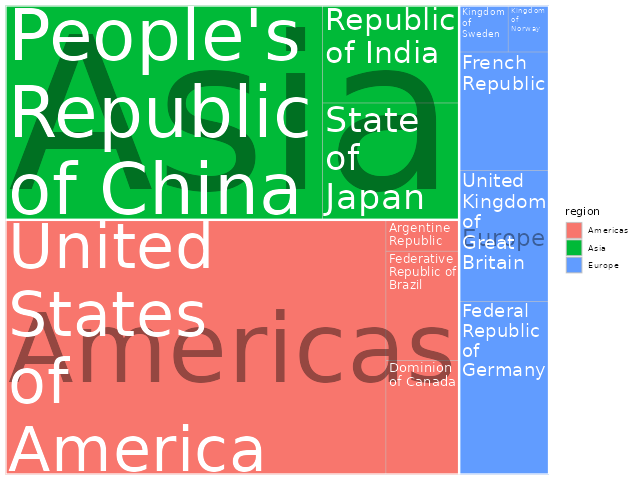 Asia
People's
Republic
of China
Republic
of India
State
of
Japan
Americas
United
States
of
America
Argentine
Republic
Federative
Republic of
Brazil
Dominion
of Canada
Europe
Kingdom
of
Sweden
Kingdom
of
Norway
French
Republic
United
Kingdom
of
Great
Britain
Federal
Republic
of
Germany
region
Americas
Asia
Europe